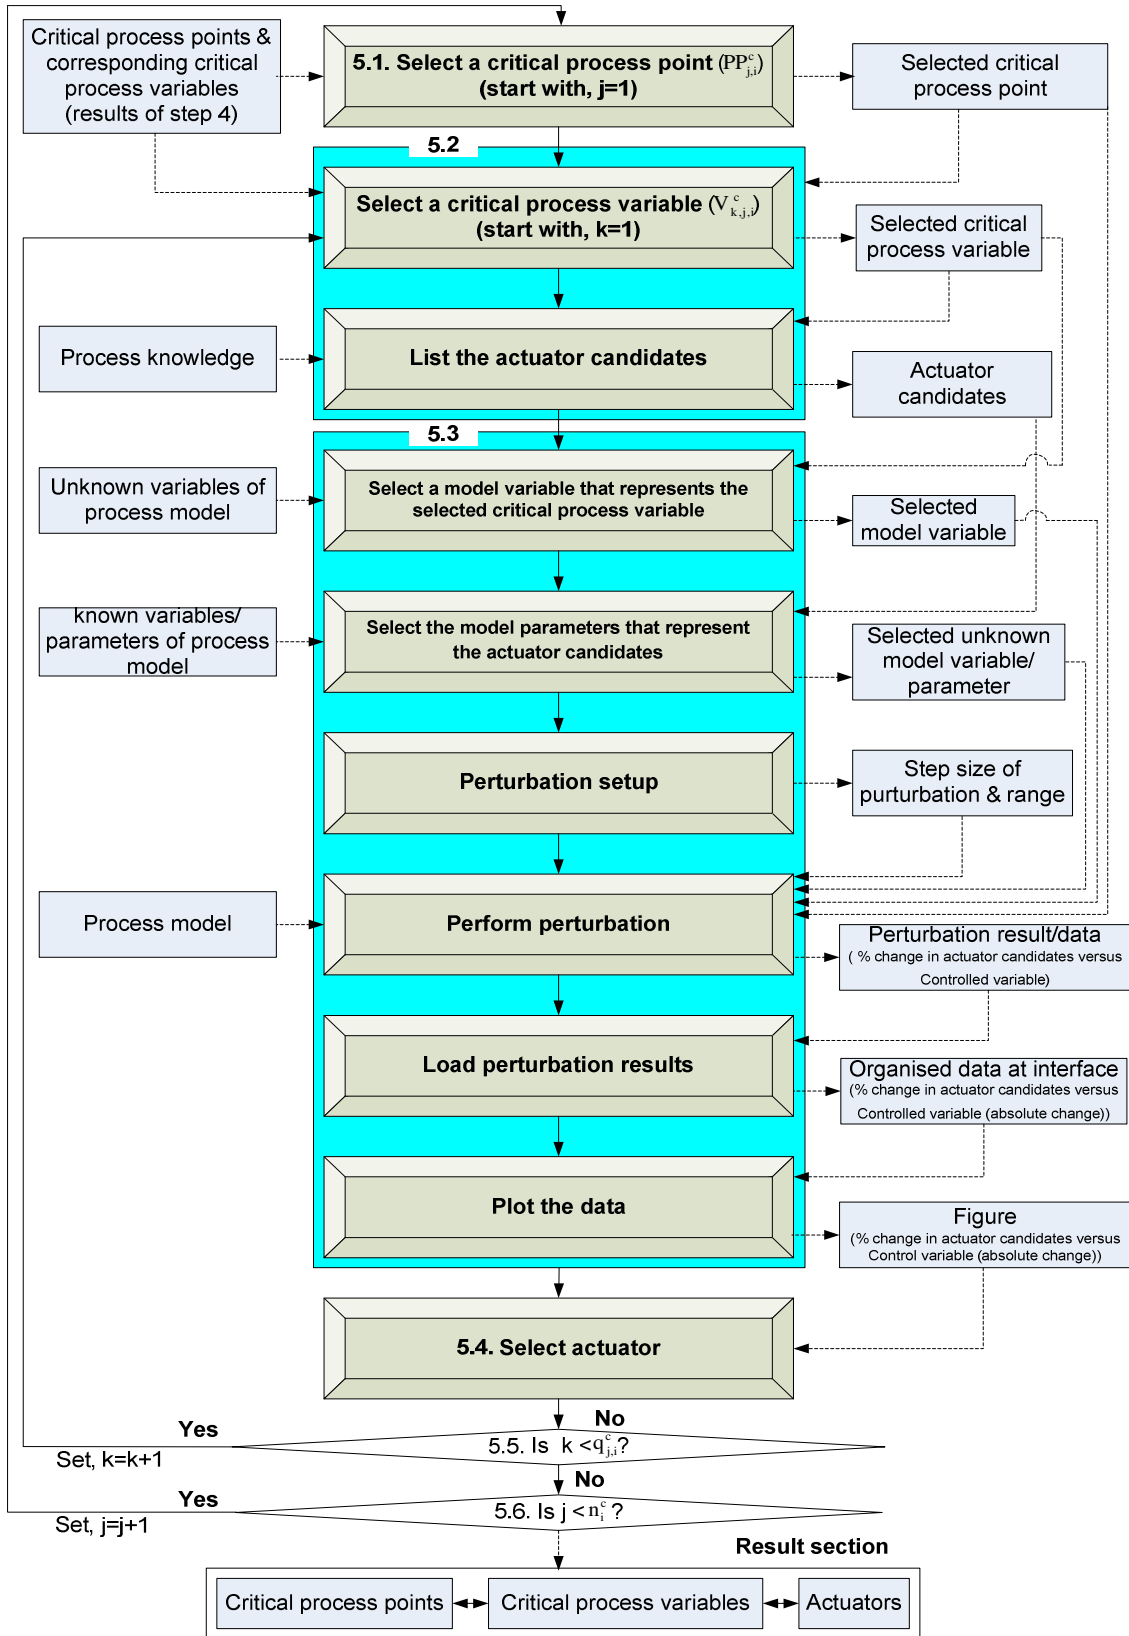 Critical process points &
corresponding critical
process variables
(results of step 4)
5.1. Select a critical process point (PP^c_{j,i})
(start with, j=1)
Selected critical
process point
5.2
Select a critical process variable (V^c_{k,j,i})
(start with, k=1)
Selected critical
process variable
Process knowledge
List the actuator candidates
Actuator
candidates
5.3
Unknown variables of
process model
Select a model variable that represents the
selected critical process variable
Selected
model variable
known variables/
parameters of process
model
Select the model parameters that represent
the actuator candidates
Selected unknown
model variable/
parameter
Perturbation setup
Step size of
purturbation & range
Process model
Perform perturbation
Perturbation result/data
( % change in actuator candidates versus
Controlled variable)
Load perturbation results
Organised data at interface
(% change in actuator candidates versus
Controlled variable (absolute change))
Plot the data
Figure
(% change in actuator candidates versus
Control variable (absolute change))
5.4. Select actuator
Yes
No
5.5. Is k <q^c_{j,i}?
Set, k=k+1
Yes
No
5.6. Is j < n^c_i ?
Set, j=j+1
Result section
Critical process points
Critical process variables
Actuators